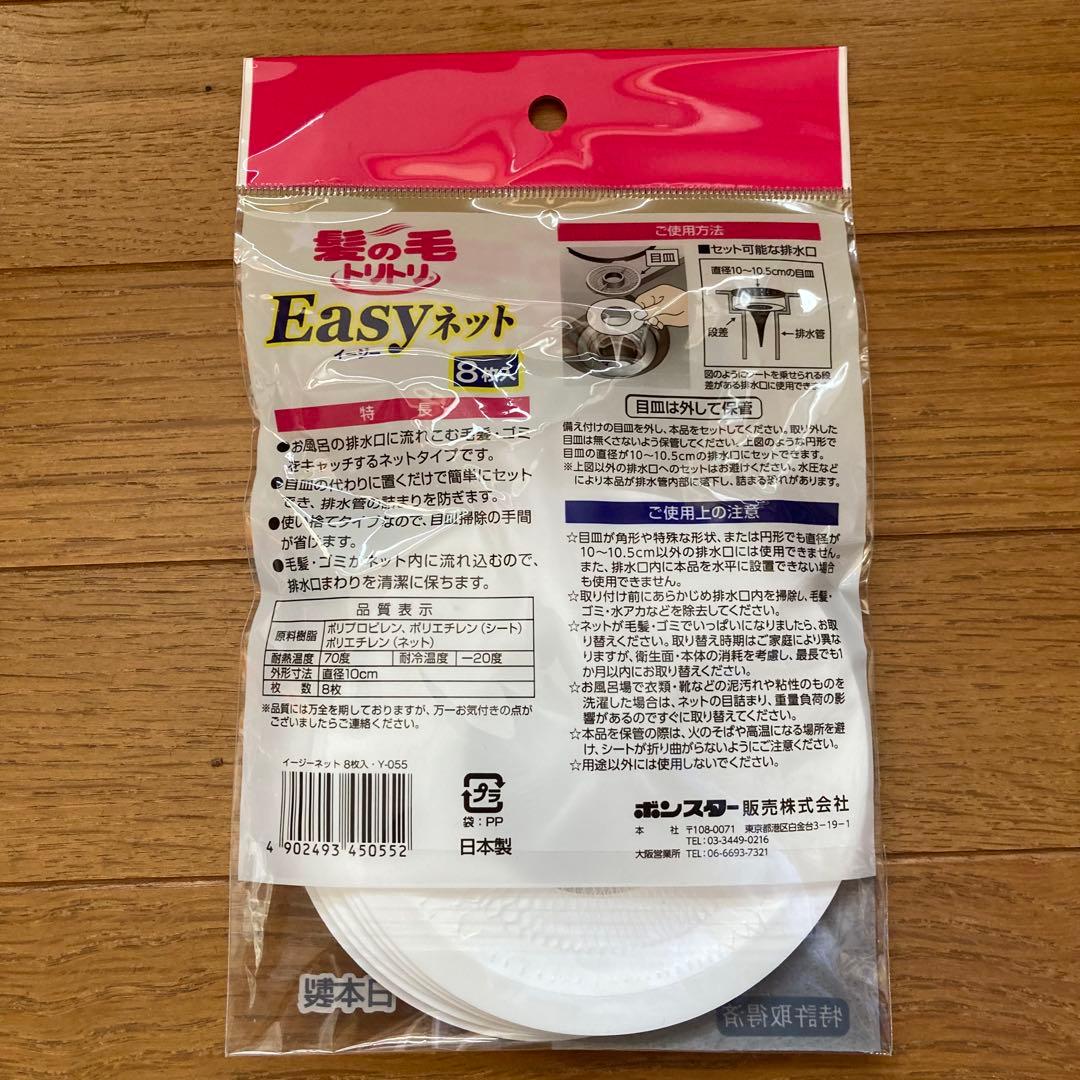 髪の毛
トリトリ®
Easyネット
イージー
8枚入
特 長
●お風呂の排水口に流れこむ毛髪・ゴミ
をキャッチするネットタイプです。
●目皿の代わりに置くだけで簡単にセット
でき、排水管の詰まりを防ぎます。
●使い捨てタイプなので、目皿掃除の手間
が省けます。
●毛髪・ゴミがネット内に流れ込むので、
排水口まわりを清潔に保ちます。
品質表示
原料樹脂 ポリプロピレン、ポリエチレン(シート)
ポリエチレン(ネット)
耐熱温度 70度 耐冷温度 −20度
外形寸法 直径10cm
枚 数 8枚
※品質には万全を期しておりますが、万一お気付きの点が
ございましたらご連絡ください。
イージーネット 8枚入・Y-055
4 902493 450552
プラ
袋:PP
日本製
ご使用方法
目皿
■セット可能な排水口
直径10〜10.5cmの目皿
段差
排水管
図のようにシートを乗せられる段
差がある排水口に使用できます
目皿は外して保管
備え付けの目皿を外し、本品をセットしてください。取り外した
目皿は無くさないよう保管してください。上図のような円形で
目皿の直径が10〜10.5cmの排水口にセットできます。
※上図以外の排水口へのセットはお避けください。水圧など
により本品が排水管内部に落下し、詰まる恐れがあります。
ご使用上の注意
☆目皿が角形や特殊な形状、または円形でも直径が
10〜10.5cm以外の排水口には使用できません。
また、排水口内に本品を水平に設置できない場合
も使用できません。
☆取り付け前にあらかじめ排水口内を掃除し、毛髪・
ゴミ・水アカなどを除去してください。
☆ネットが毛髪・ゴミでいっぱいになりましたら、お取
り替えください。取り替え時期はご家庭により異な
りますが、衛生面・本体の消耗を考慮し、最長でも1
か月以内にお取り替えください。
☆お風呂場で衣類・靴などの泥汚れや粘性のものを
洗濯した場合は、ネットの目詰まり、重量負荷の影
響があるのですぐに取り替えてください。
☆本品を保管の際は、火のそばや高温になる場所を避
け、シートが折り曲がらないようにご注意ください。
☆用途以外には使用しないでください。
ボンスター販売株式会社
本 社 〒108-0071 東京都港区白金台3−19−1
TEL:03-3449-0216
大阪営業所 TEL:06-6693-7321
日本製
特許取得済